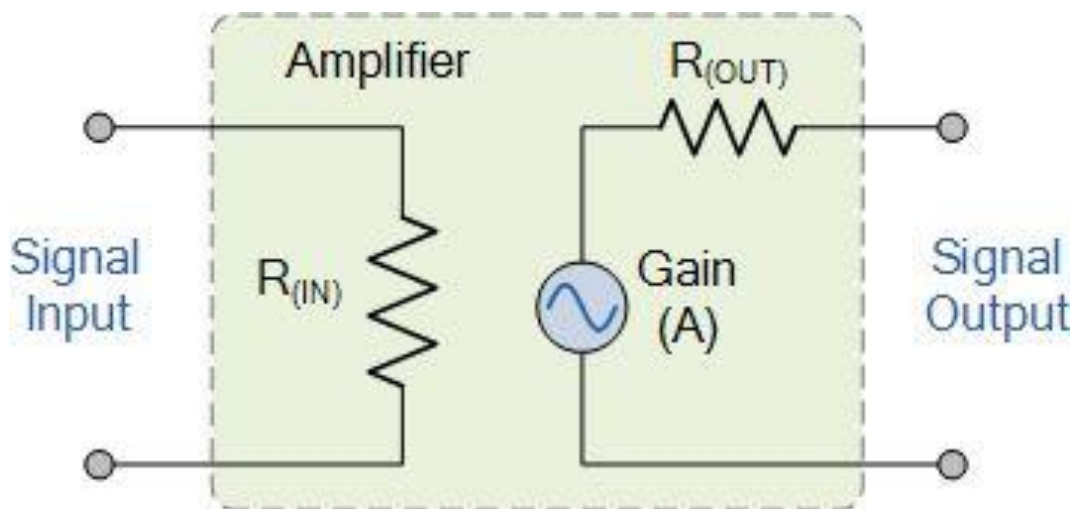 Amplifier
R(OUT)
Signal
Input
R(IN)
Gain
(A)
Signal
Output